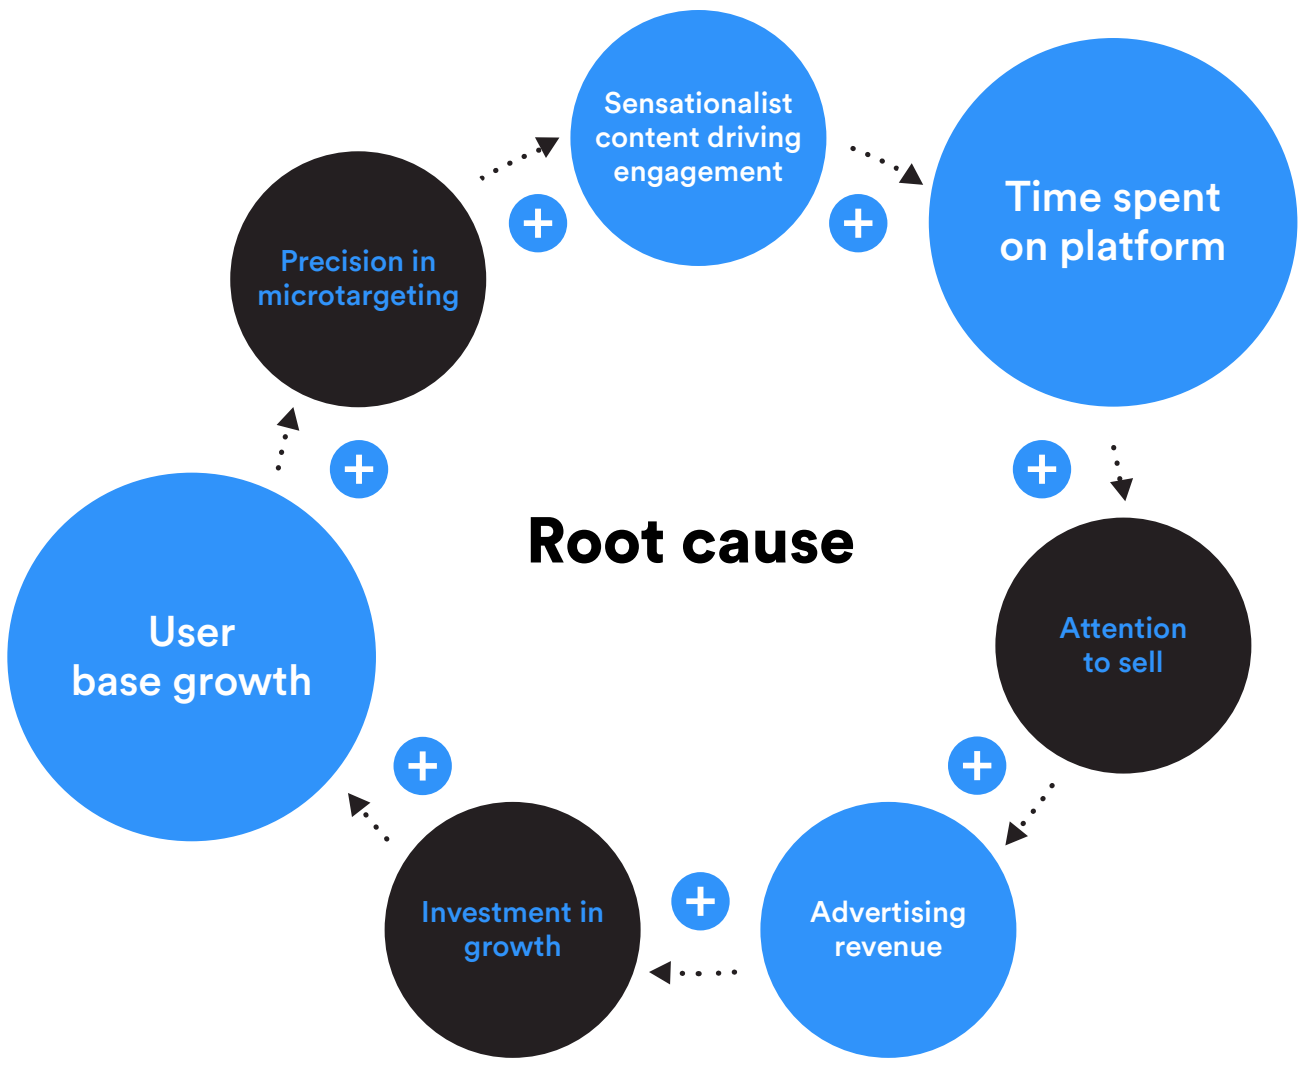 Sensationalist
content driving
engagement
Time spent
on platform
Precision in
microtargeting
+
+
+
+
Root cause
User
base growth
Attention
to sell
+
+
+
Investment in
growth
Advertising
revenue